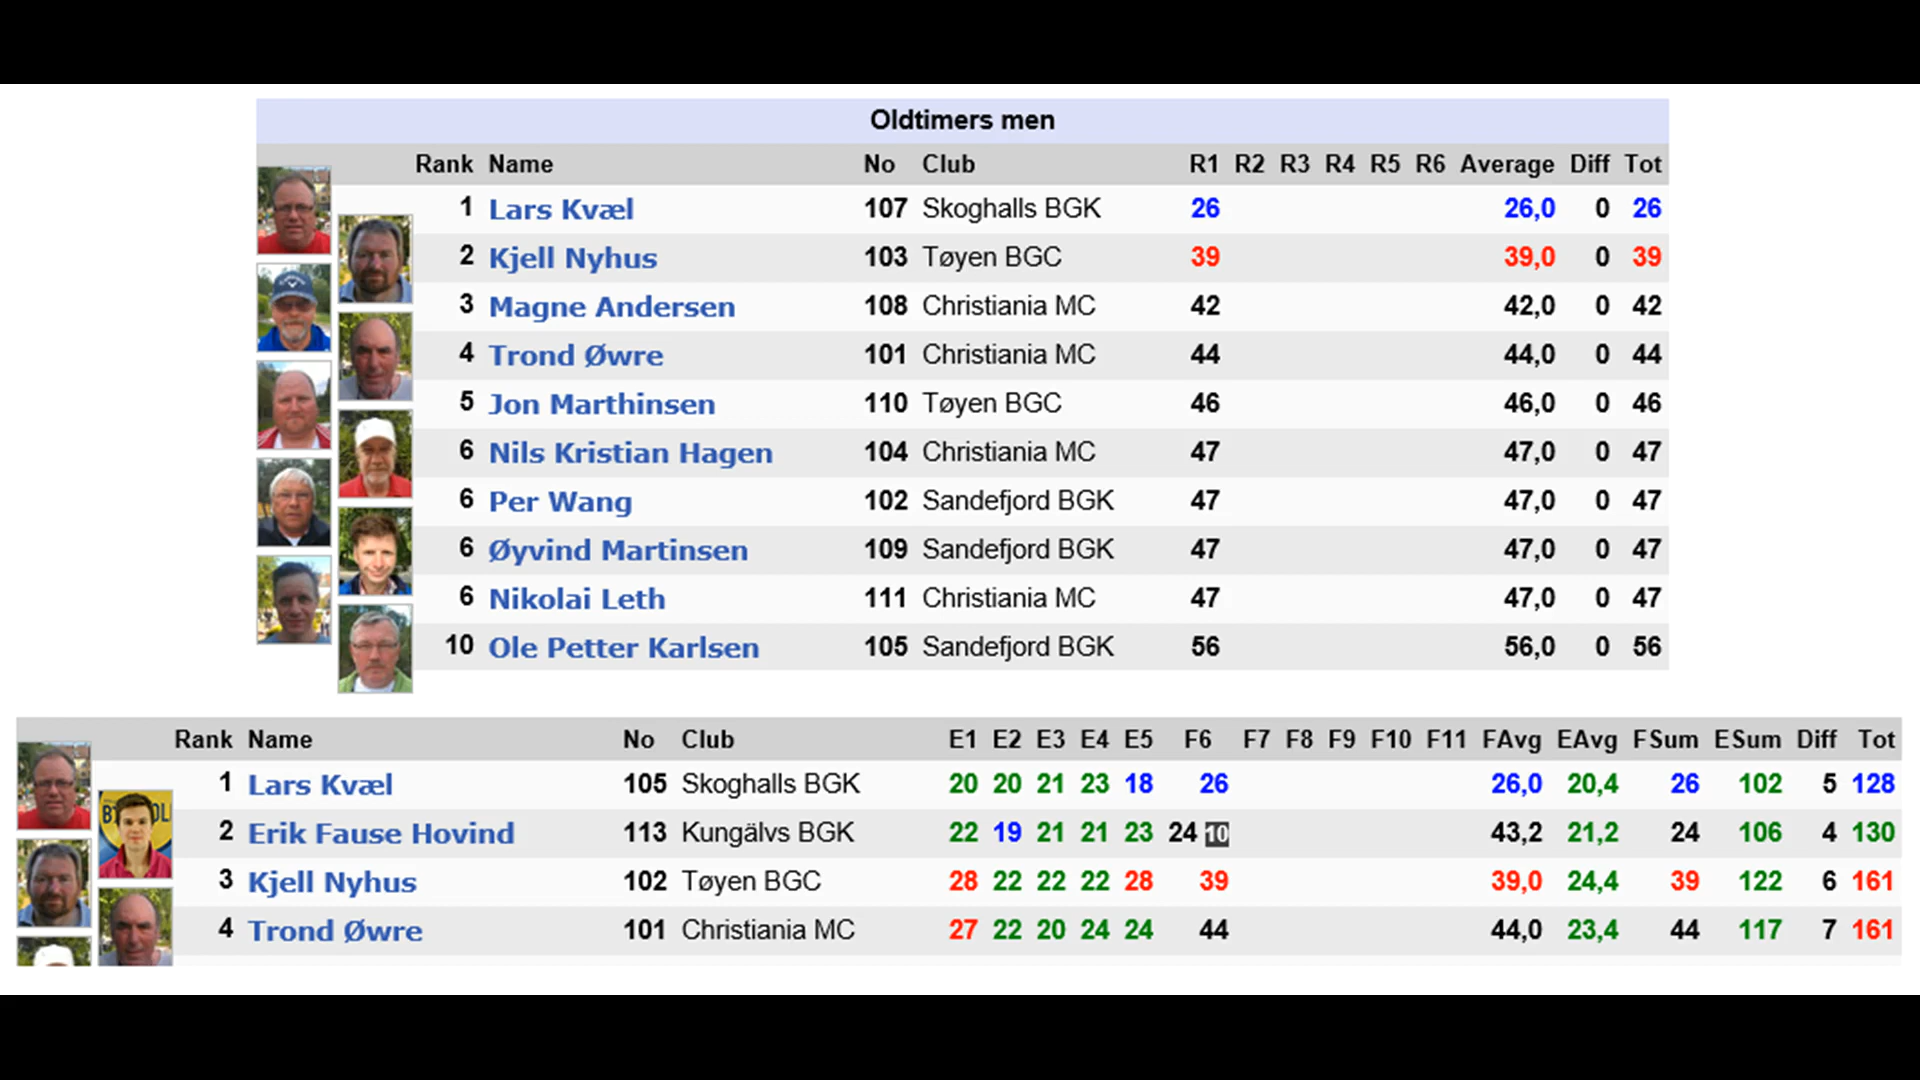 Oldtimers men
Rank Name No Club R1 R2 R3 R4 R5 R6 Average Diff Tot
1 Lars Kvæl 107 Skoghalls BGK 26 26,0 0 26
2 Kjell Nyhus 103 Tøyen BGC 39 39,0 0 39
3 Magne Andersen 108 Christiania MC 42 42,0 0 42
4 Trond Øwre 101 Christiania MC 44 44,0 0 44
5 Jon Marthinsen 110 Tøyen BGC 46 46,0 0 46
6 Nils Kristian Hagen 104 Christiania MC 47 47,0 0 47
6 Per Wang 102 Sandefjord BGK 47 47,0 0 47
6 Øyvind Martinsen 109 Sandefjord BGK 47 47,0 0 47
6 Nikolai Leth 111 Christiania MC 47 47,0 0 47
10 Ole Petter Karlsen 105 Sandefjord BGK 56 56,0 0 56
Rank Name No Club E1 E2 E3 E4 E5 F6 F7 F8 F9 F10 F11 FAvg EAvg FSum ESum Diff Tot
1 Lars Kvæl 105 Skoghalls BGK 20 20 21 23 18 26 26,0 20,4 26 102 5 128
2 Erik Fause Hovind 113 Kungälvs BGK 22 19 21 21 23 24 10 43,2 21,2 24 106 4 130
3 Kjell Nyhus 102 Tøyen BGC 28 22 22 22 28 39 39,0 24,4 39 122 6 161
4 Trond Øwre 101 Christiania MC 27 22 20 24 24 44 44,0 23,4 44 117 7 161